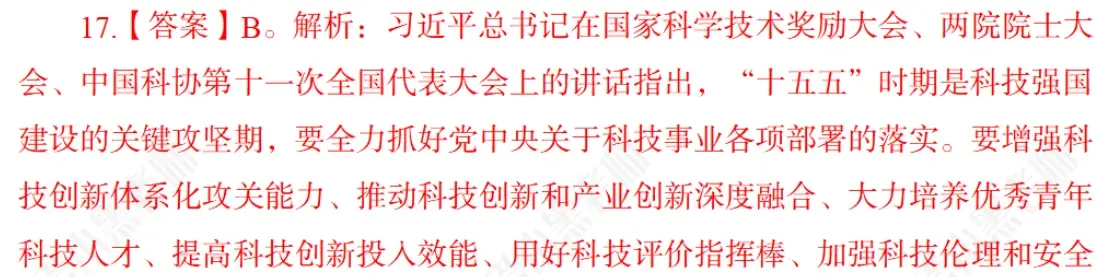 17.【答案】B。解析：习近平总书记在国家科学技术奖励大会、两院院士大
会、中国科协第十一次全国代表大会上的讲话指出，“十五五”时期是科技强国
建设的关键攻坚期，要全力抓好党中央关于科技事业各项部署的落实。要增强科
技创新体系化攻关能力、推动科技创新和产业创新深度融合、大力培养优秀青年
科技人才、提高科技创新投入效能、用好科技评价指挥棒、加强科技伦理和安全